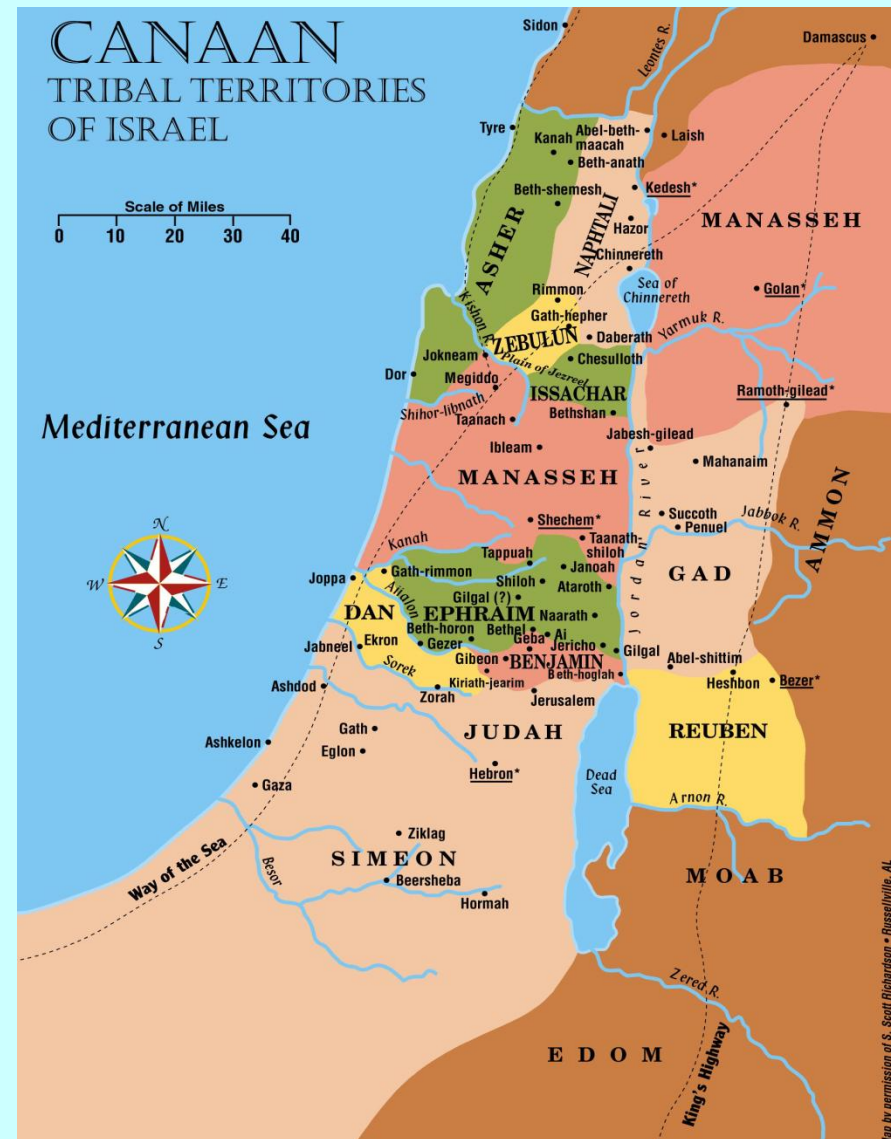 CANAAN
TRIBAL TERRITORIES
OF ISRAEL
Scale of Miles
0 10 20 30 40
Sidon
Leontes R.
Damascus
Tyre
Kanah
Abel-beth-
maacah
Laish
Beth-anath
Beth-shemesh
Kedesh*
ASHER
NAPHTALI
Hazor
MANASSEH
Chinnereth
Sea of
Chinnereth
Golan*
Rimmon
Kishon R.
Gath-hepher
ZEBULUN
Daberath
Yarmuk R.
Jokneam
Plain of Jezreel
Chesulloth
Dor
Megiddo
ISSACHAR
Ramoth-gilead*
Shihor-libnath
Taanach
Bethshan
Mediterranean Sea
Ibleam
Jabesh-gilead
Mahanaim
MANASSEH
Jordan River
AMMON
Shechem*
Succoth
Penuel
Jabbok R.
Kanah
Taanath-
shiloh
Tappuah
N
W
E
S
Joppa
Gath-rimmon
Janoah
GAD
Shiloh
Ataroth
Aijalon
Gilgal (?)
DAN
EPHRAIM
Naarath
Beth-horon
Bethel
Ai
Jabneel
Ekron
Gezer
Geba
Jericho
Gilgal
Gibeon
BENJAMIN
Abel-shittim
Sorek
Kiriath-jearim
Beth-hoglah
Heshbon
Bezer*
Ashdod
Zorah
Jerusalem
Gath
JUDAH
REUBEN
Ashkelon
Eglon
Hebron*
Dead
Sea
Gaza
Arnon R.
Ziklag
Way of the Sea
Besor
SIMEON
Beersheba
MOAB
Hormah
Zered R.
EDOM
King's Highway
by permission of S. Scott Richardson • Russellville, AL